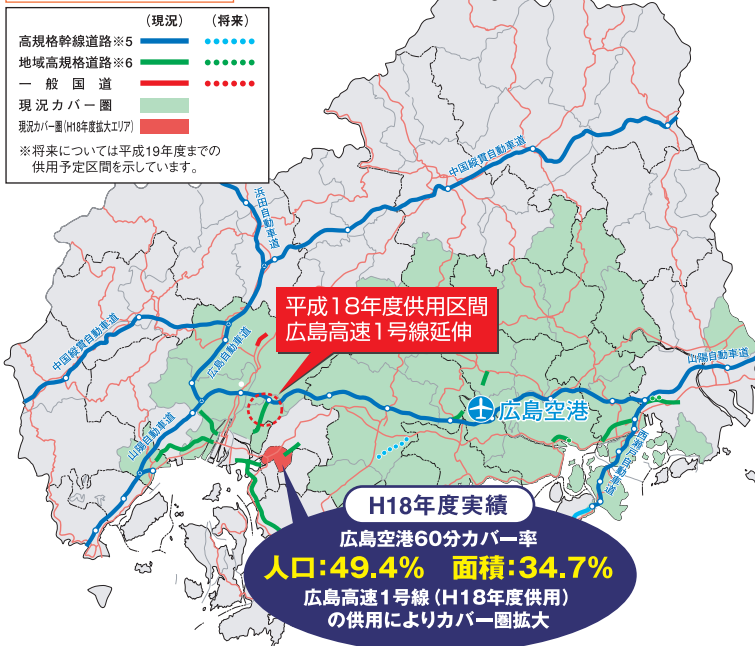 （現況）　（将来）
高規格幹線道路※5
地域高規格道路※6
一般国道
現況カバー圏
現況カバー圏（H18年度拡大エリア）
※将来については平成19年度までの
供用予定区間を示しています。
浜田自動車道
中国縦貫自動車道
平成18年度供用区間
広島高速1号線延伸
中国縦貫自動車道
広島自動車道
山陽自動車道
山陽自動車道
広島空港
西瀬戸自動車道
H18年度実績
広島空港60分カバー率
人口：49.4%　面積：34.7%
広島高速1号線（H18年度供用）
の供用によりカバー圏拡大